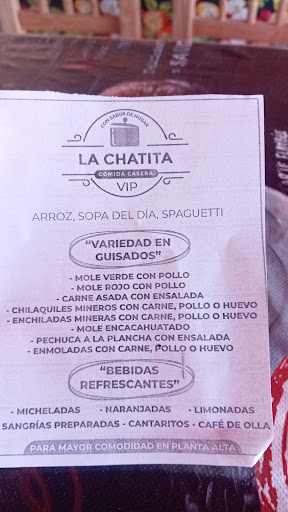 CON SABOR DE HOGAR
LA CHATITA
COMIDA CASERA
VIP
ARROZ, SOPA DEL DÍA, SPAGUETTI
"VARIEDAD EN
GUISADOS"
- MOLE VERDE CON POLLO
- MOLE ROJO CON POLLO
- CARNE ASADA CON ENSALADA
- CHILAQUILES MINEROS CON CARNE, POLLO O HUEVO
- ENCHILADAS MINERAS CON CARNE, POLLO O HUEVO
- MOLE ENCACAHUATADO
- PECHUCA A LA PLANCHA CON ENSALADA
- ENMOLADAS CON CARNE, POLLO O HUEVO
"BEBIDAS
REFRESCANTES"
- MICHELADAS - NARANJADAS - LIMONADAS
SANGRÍAS PREPARADAS - CANTARITOS - CAFÉ DE OLLA
PARA MAYOR COMODIDAD EN PLANTA ALTA